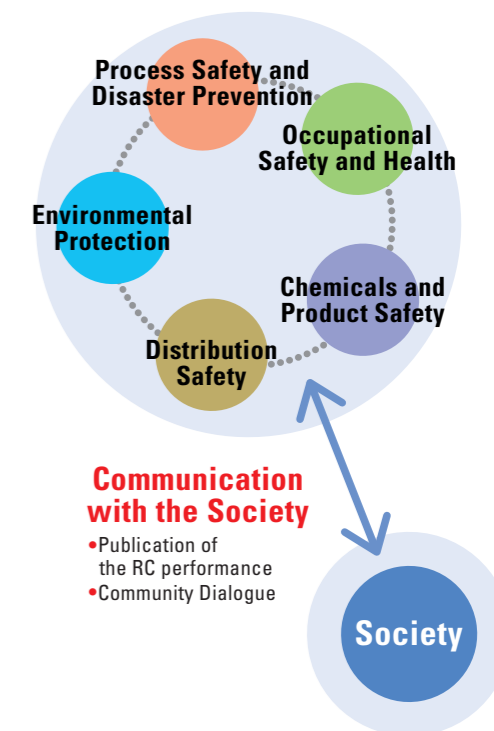 Process Safety and
Disaster Prevention
Occupational
Safety and Health
Environmental
Protection
Chemicals and
Product Safety
Distribution
Safety
Communication
with the Society
•Publication of
the RC performance
•Community Dialogue
Society